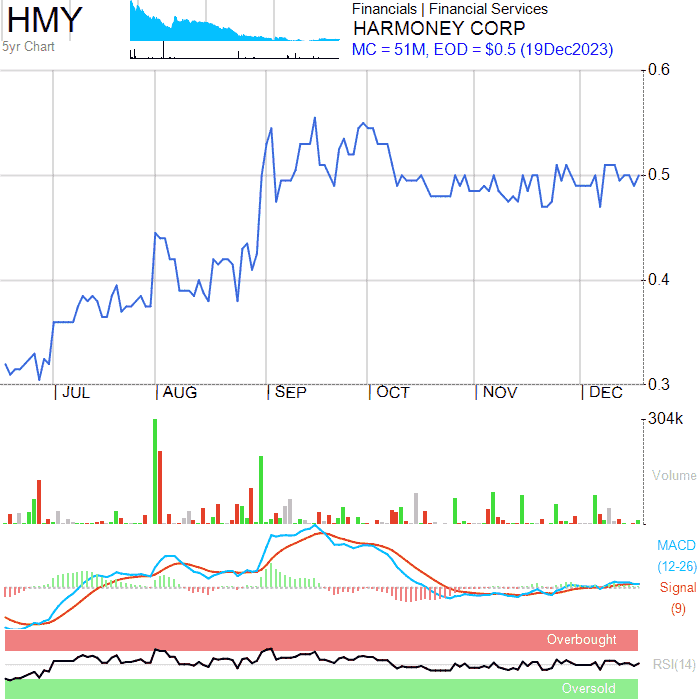 HMY
5yr Chart
Financials | Financial Services
HARMONEY CORP
MC = 51M, EOD = $0.5 (19Dec2023)
0.6
0.5
0.4
0.3
| JUL | AUG | SEP | OCT | NOV | DEC
304k
Volume
MACD
(12-26)
Signal
(9)
Overbought
RSI(14)
Oversold